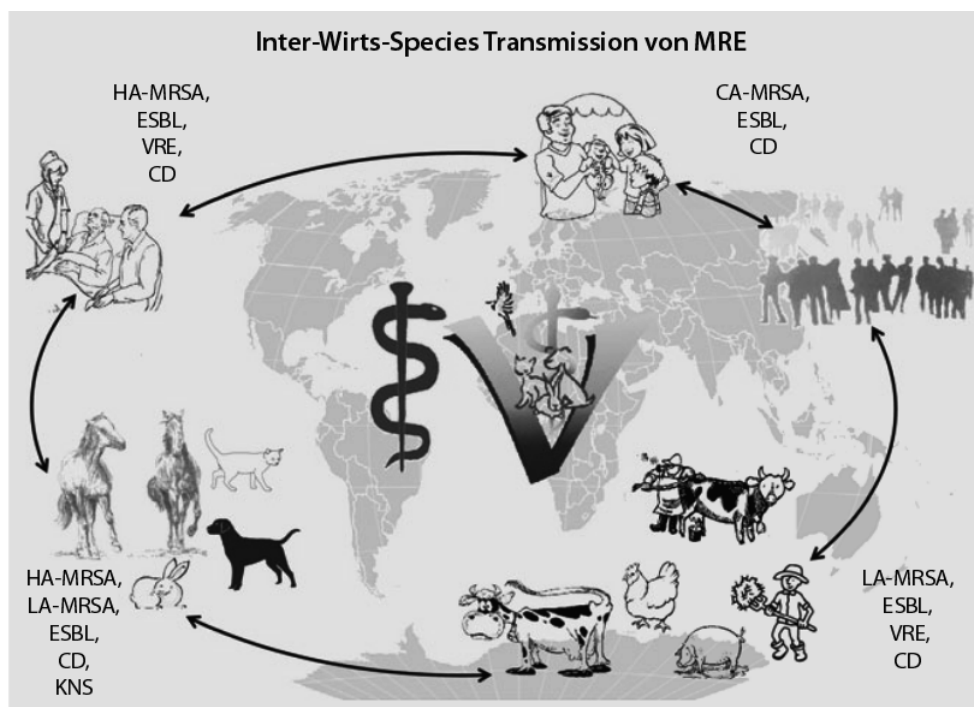 Inter-Wirts-Species Transmission von MRE
HA-MRSA,
ESBL,
VRE,
CD
CA-MRSA,
ESBL,
CD
HA-MRSA,
LA-MRSA,
ESBL,
CD,
KNS
LA-MRSA,
ESBL,
VRE,
CD